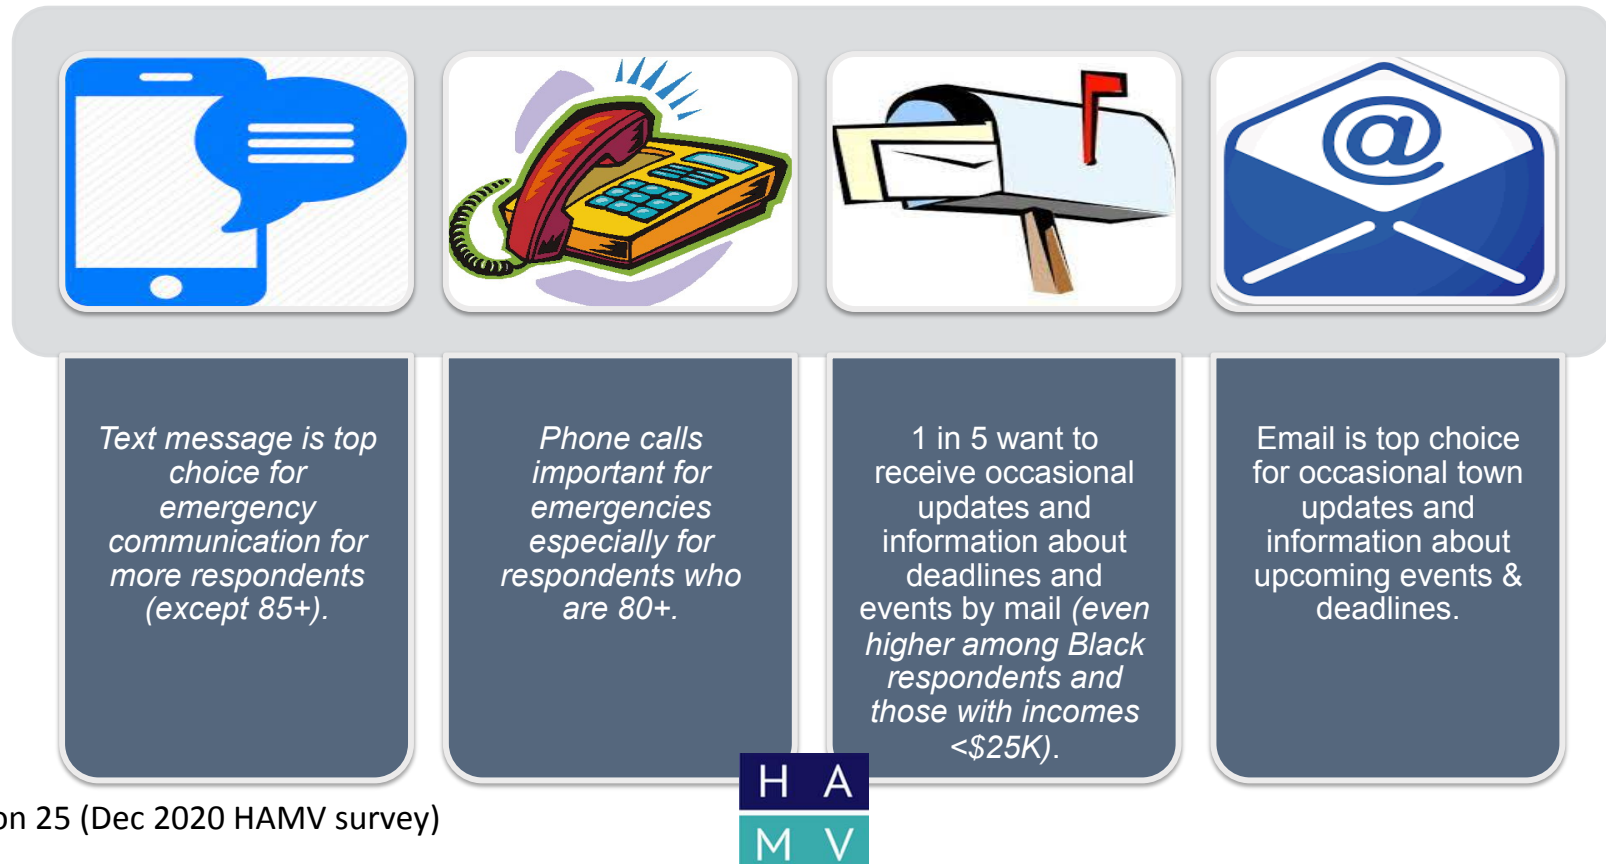 @
Text message is top
choice for
emergency
communication for
more respondents
(except 85+).
Phone calls
important for
emergencies
especially for
respondents who
are 80+.
1 in 5 want to
receive occasional
updates and
information about
deadlines and
events by mail (even
higher among Black
respondents and
those with incomes
<$25K).
Email is top choice
for occasional town
updates and
information about
upcoming events &
deadlines.
on 25 (Dec 2020 HAMV survey)
H A
M V